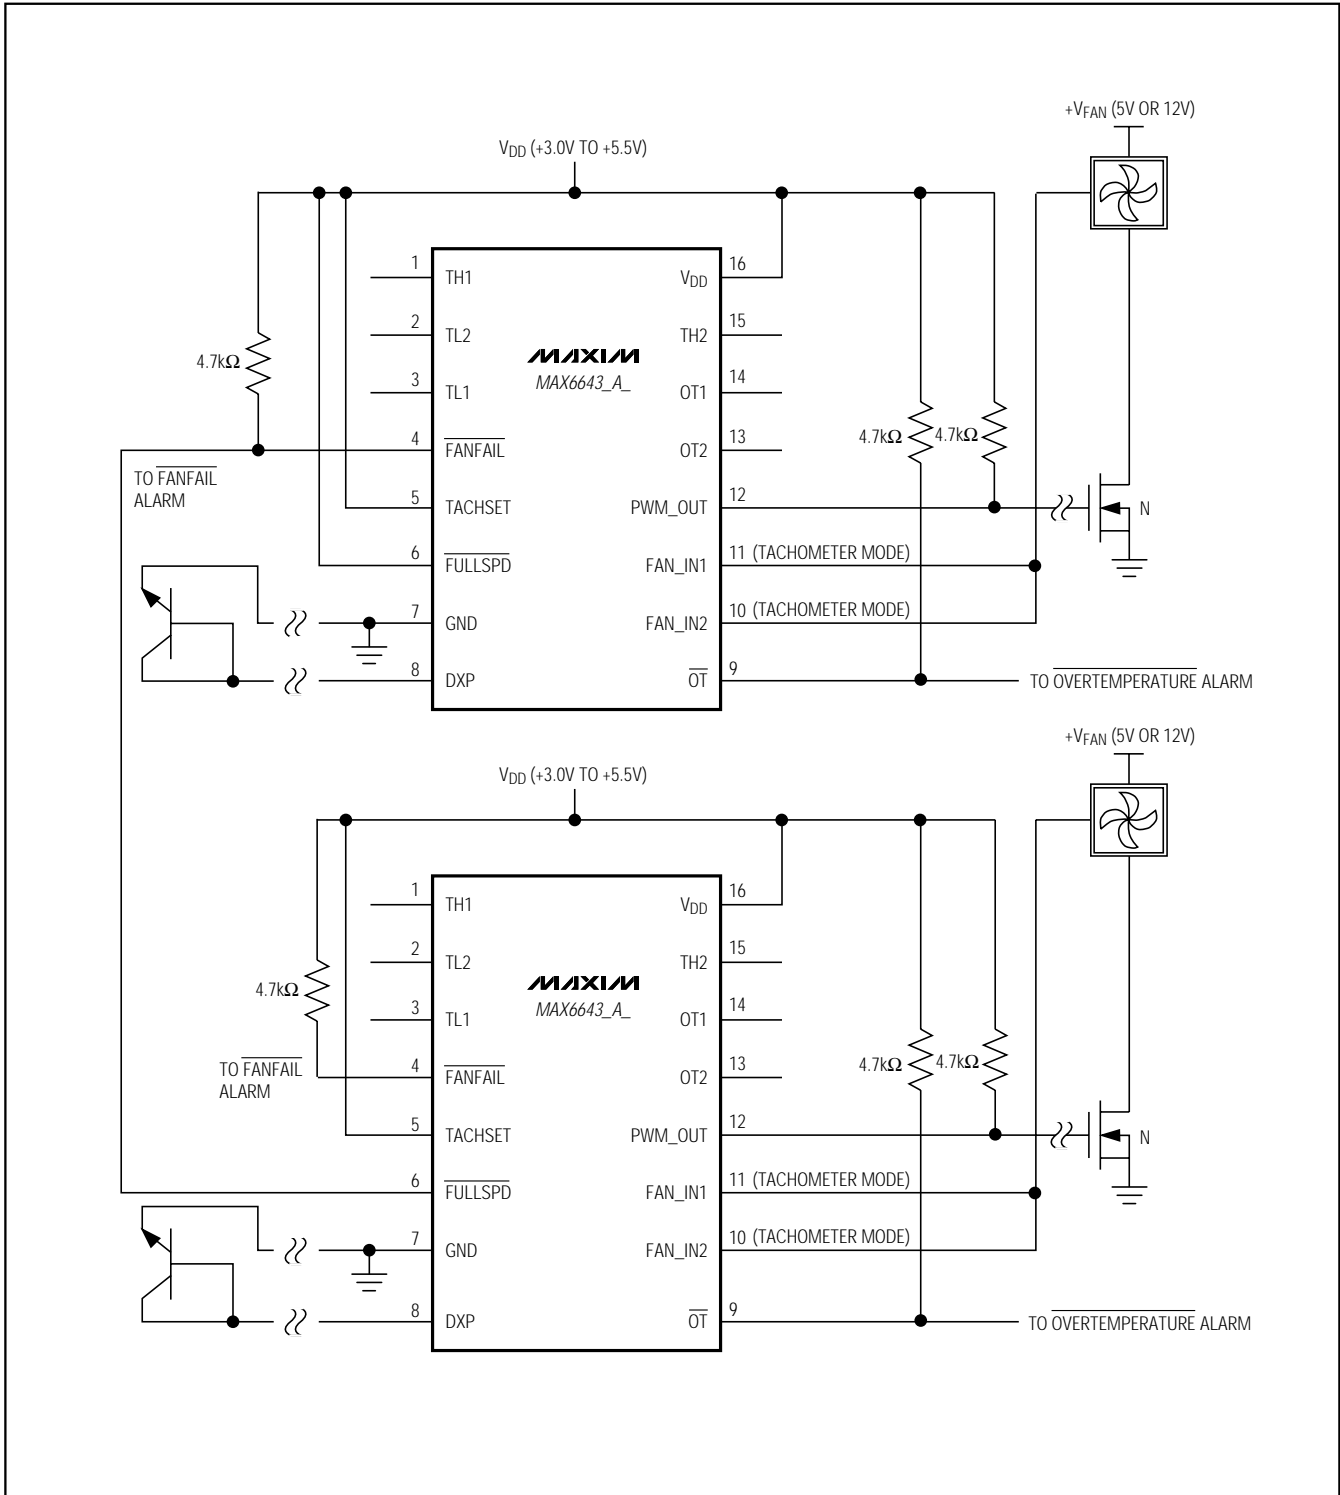 +VFAN (5V OR 12V)
VDD (+3.0V TO +5.5V)
1
TH1
VDD
16
2
TL2
TH2
15
MAXIM
4.7kΩ
MAX6643_A_
3
TL1
OT1
14
4.7kΩ
4.7kΩ
4
FANFAIL
OT2
13
TO FANFAIL
ALARM
5
TACHSET
PWM_OUT
12
N
6
FULLSPD
FAN_IN1
11 (TACHOMETER MODE)
7
GND
FAN_IN2
10 (TACHOMETER MODE)
8
DXP
OT
9
TO OVERTEMPERATURE ALARM
+VFAN (5V OR 12V)
VDD (+3.0V TO +5.5V)
1
TH1
VDD
16
2
TL2
TH2
15
MAXIM
4.7kΩ
MAX6643_A_
3
TL1
OT1
14
4.7kΩ
4.7kΩ
TO FANFAIL
ALARM
4
FANFAIL
OT2
13
5
TACHSET
PWM_OUT
12
N
6
FULLSPD
FAN_IN1
11 (TACHOMETER MODE)
7
GND
FAN_IN2
10 (TACHOMETER MODE)
8
DXP
OT
9
TO OVERTEMPERATURE ALARM